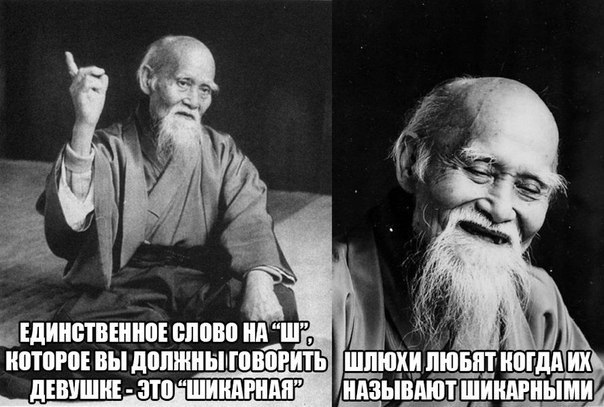 ЕДИНСТВЕННОЕ СЛОВО НА “Ш”,
КОТОРОЕ ВЫ ДОЛЖНЫ ГОВОРИТЬ
ДЕВУШКЕ - ЭТО “ШИКАРНАЯ”
ШЛЮХИ ЛЮБЯТ КОГДА ИХ
НАЗЫВАЮТ ШИКАРНЫМИ